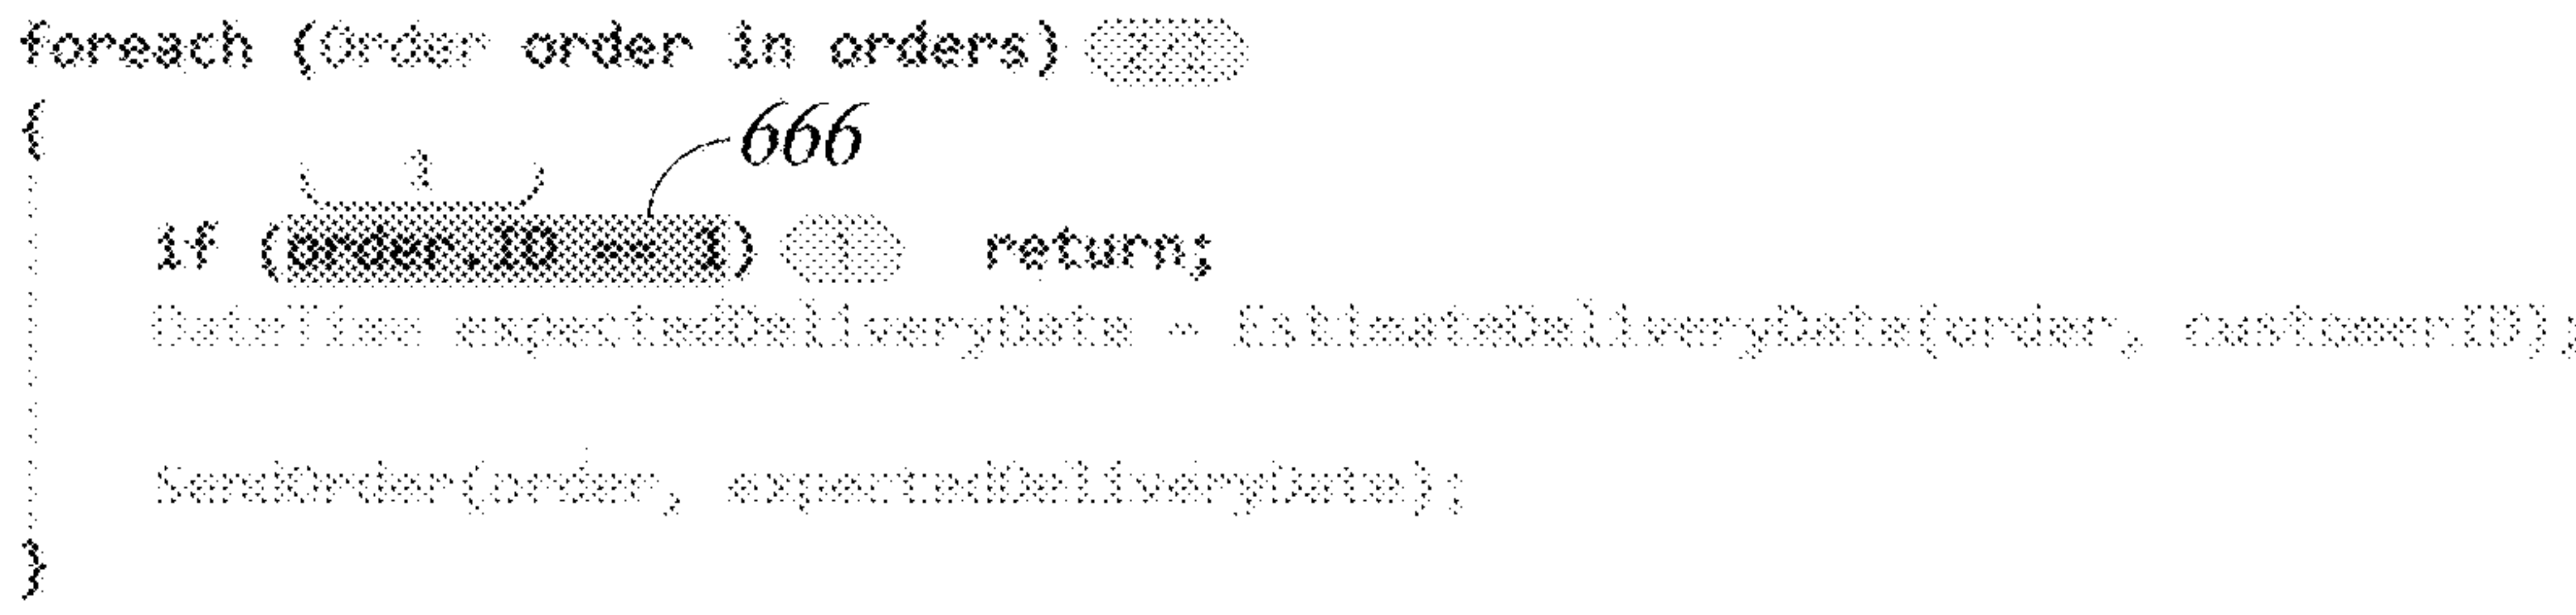 foreach (Order order in orders)
{
666
if (order.ID == 1) return;
DateTime expectedDeliveryDate = EstimateDeliveryDate(order, customerID);
SendOrder(order, expectedDeliveryDate);
}